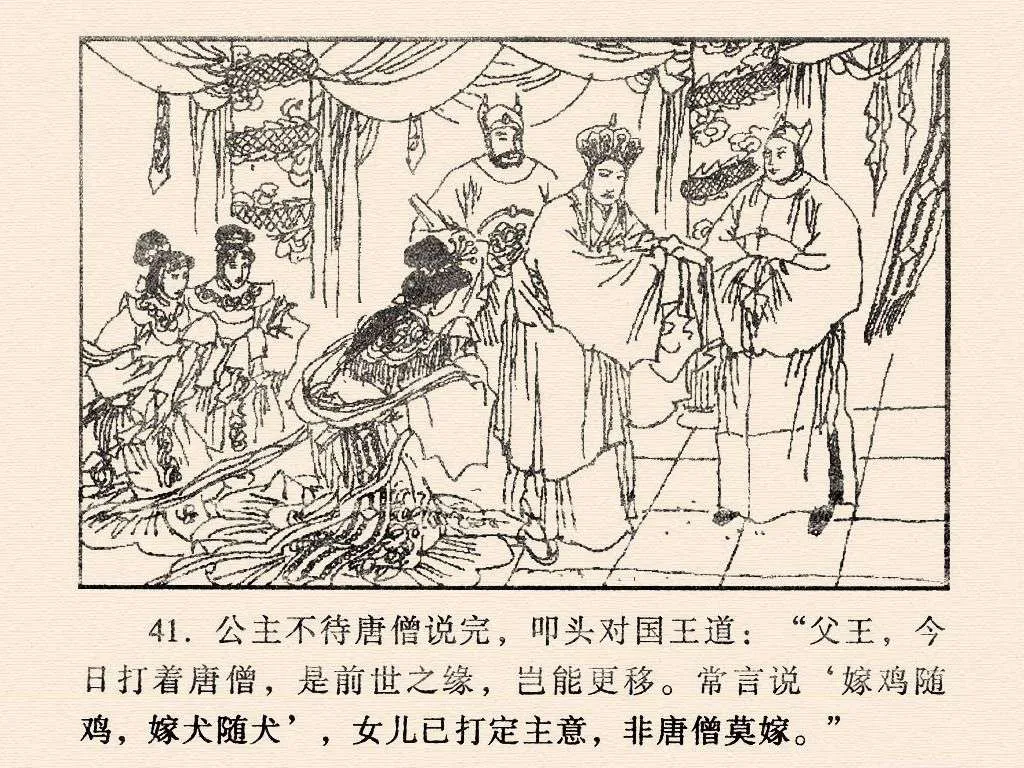 41. 公主不待唐僧说完，叩头对国王道：“父王，今
日打着唐僧，是前世之缘，岂能更移。常言说‘嫁鸡随
鸡，嫁犬随犬’，女儿已打定主意，非唐僧莫嫁。”